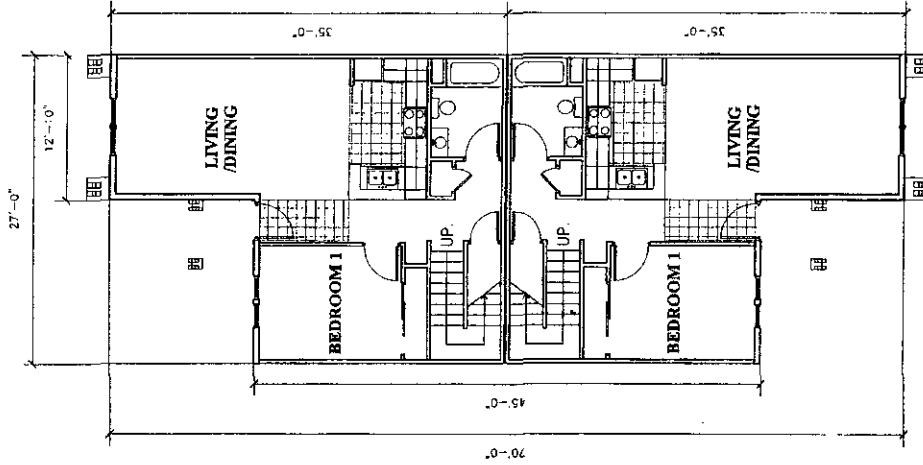 35'-0"
35'-0"
27'-0"
12'-10"
LIVING
/DINING
LIVING
/DINING
UP.
UP.
BEDROOM 1
BEDROOM 1
45'-0"
70'-0"